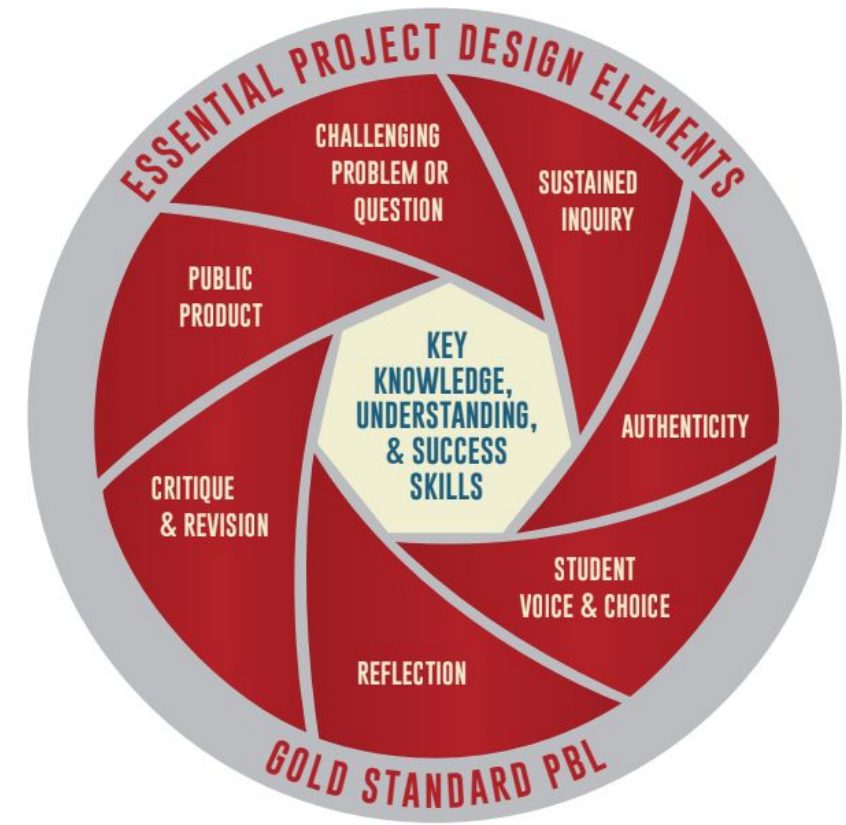 ESSENTIAL PROJECT DESIGN ELEMENTS
CHALLENGING
PROBLEM OR
QUESTION
SUSTAINED
INQUIRY
AUTHENTICITY
STUDENT
VOICE & CHOICE
REFLECTION
CRITIQUE
& REVISION
PUBLIC
PRODUCT
KEY
KNOWLEDGE,
UNDERSTANDING,
& SUCCESS
SKILLS
GOLD STANDARD PBL